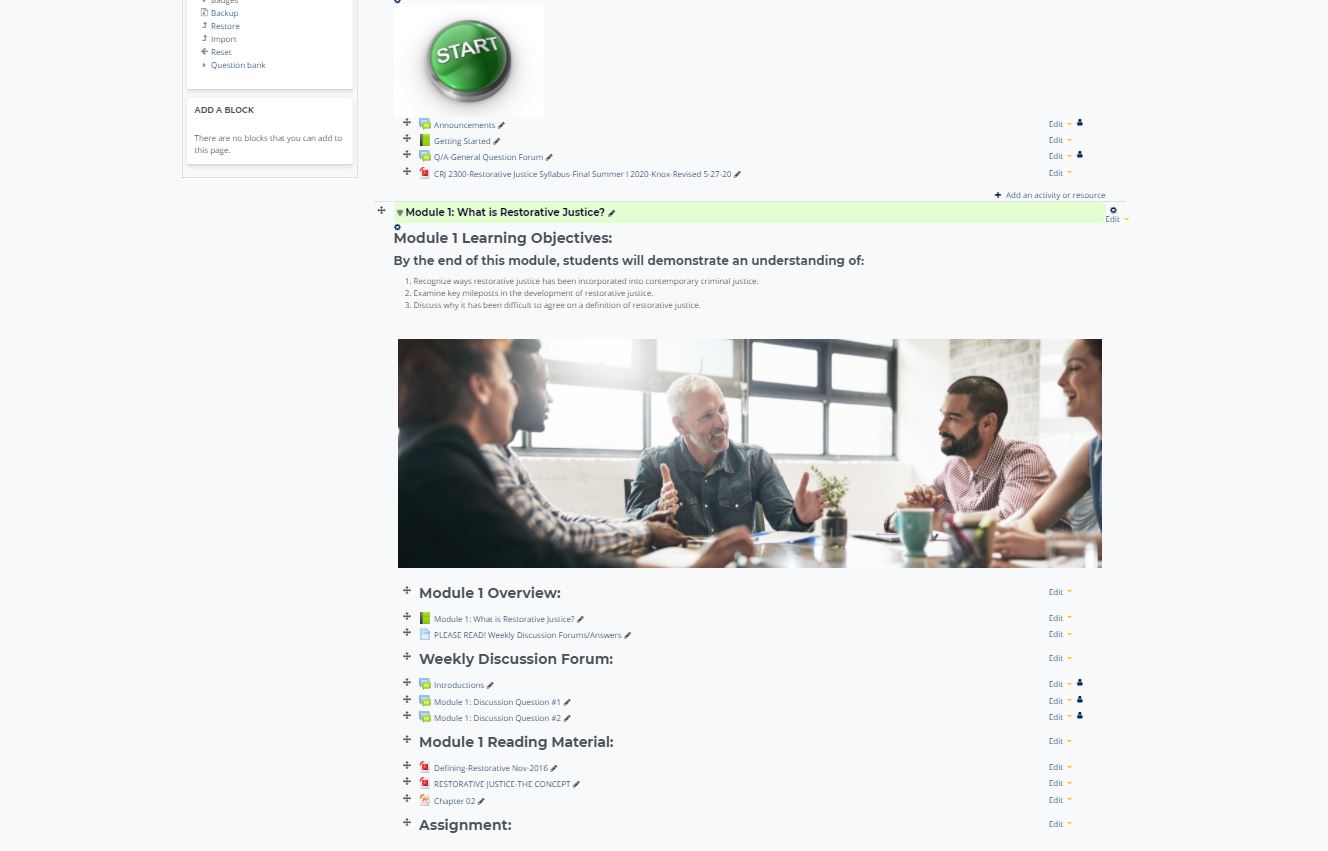 Badges
Backup
Restore
Import
Reset
Question bank
ADD A BLOCK
There are no blocks that you can add to
this page.
START
Announcements
Edit
Getting Started
Edit
Q/A-General Question Forum
Edit
CRJ 2300-Restorative Justice Syllabus-Final Summer I 2020-Knox-Revised 5-27-20
Edit
Add an activity or resource
Module 1: What is Restorative Justice?
Edit
Module 1 Learning Objectives:
By the end of this module, students will demonstrate an understanding of:
1. Recognize ways restorative justice has been incorporated into contemporary criminal justice.
2. Examine key mileposts in the development of restorative justice.
3. Discuss why it has been difficult to agree on a definition of restorative justice.
Module 1 Overview:
Edit
Module 1: What is Restorative Justice?
Edit
PLEASE READ! Weekly Discussion Forums/Answers
Edit
Weekly Discussion Forum:
Edit
Introductions
Edit
Module 1: Discussion Question #1
Edit
Module 1: Discussion Question #2
Edit
Module 1 Reading Material:
Edit
Defining-Restorative Nov-2016
Edit
RESTORATIVE JUSTICE-THE CONCEPT
Edit
Chapter 02
Edit
Assignment:
Edit